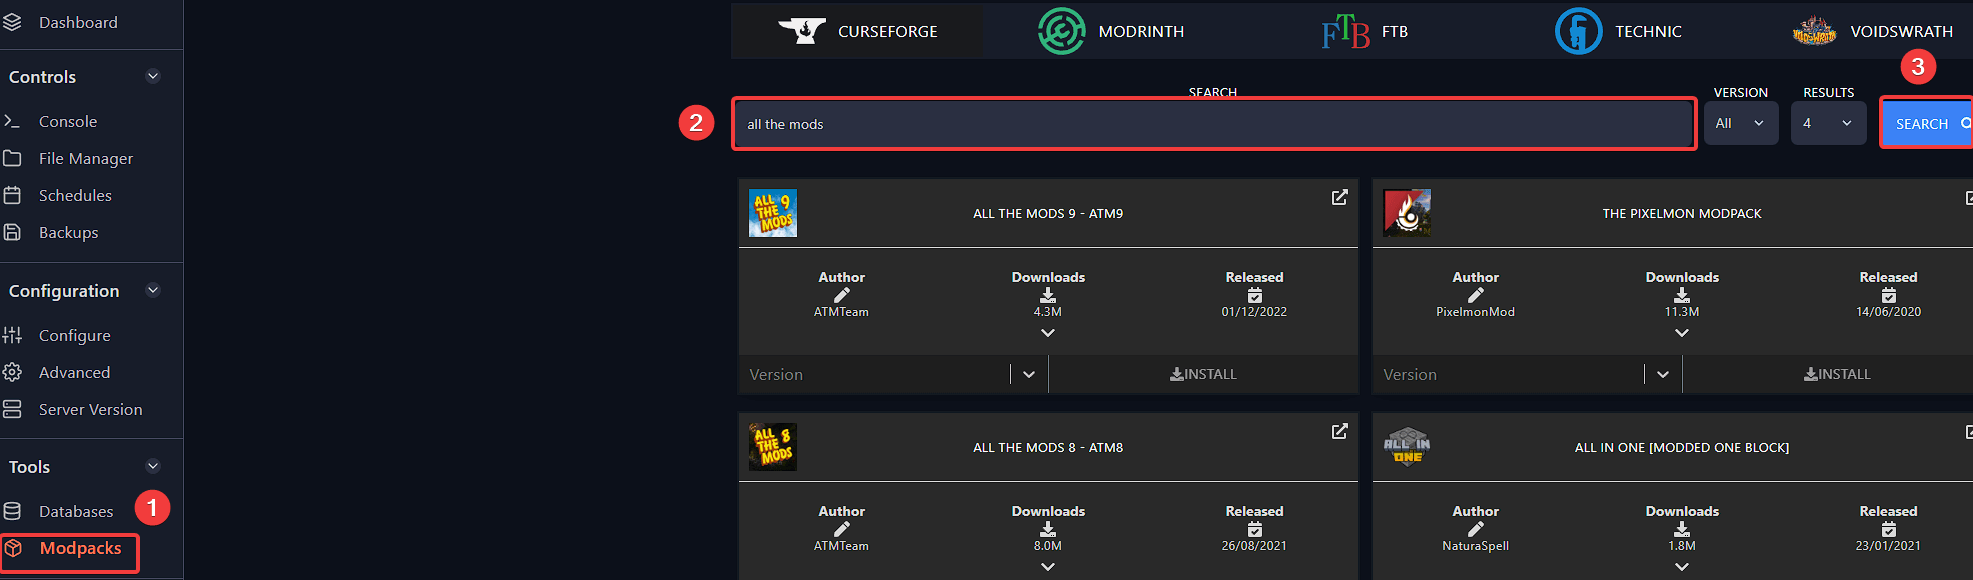 Dashboard
Controls
Console
File Manager
Schedules
Backups
Configuration
Configure
Advanced
Server Version
Tools
Databases
1
Modpacks
CURSEFORGE
MODRINTH
FTB
FTB
TECHNIC
VOIDSWRATH
VOIDSWRATH
3
SEARCH
VERSION
RESULTS
2
all the mods
All
4
SEARCH
ALL THE MODS 9
ALL THE MODS 9 - ATM9
THE PIXELMON MODPACK
Author
Downloads
Released
Author
Downloads
Released
ATMTeam
4.3M
01/12/2022
PixelmonMod
11.3M
14/06/2020
Version
INSTALL
Version
INSTALL
ALL THE MODS 8
ALL THE MODS 8 - ATM8
ALL IN ONE
ALL IN ONE [MODDED ONE BLOCK]
Author
Downloads
Released
Author
Downloads
Released
ATMTeam
8.0M
26/08/2021
NaturaSpell
1.8M
23/01/2021